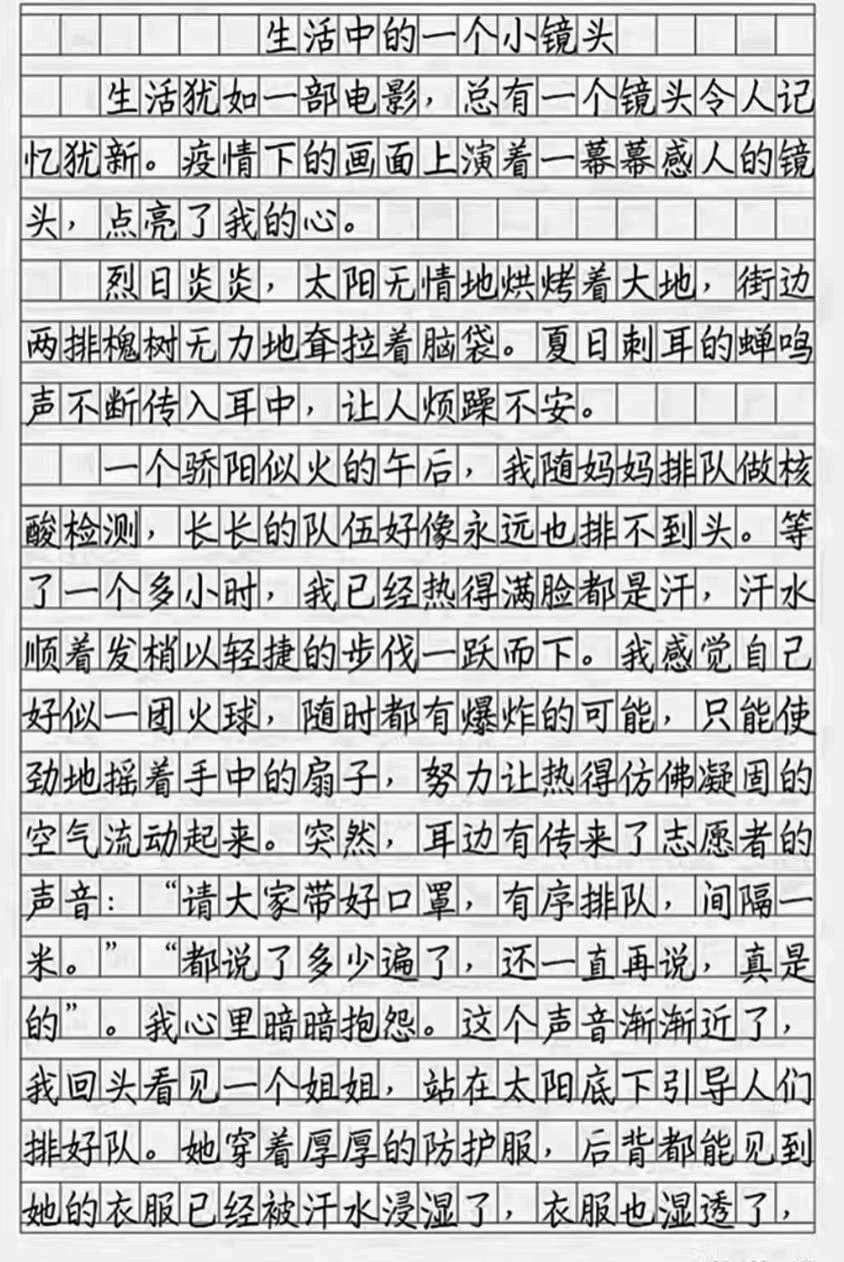 生活中的一个小镜头
生活犹如一部电影，总有一个镜头令人记
忆犹新。疫情下的画面上演着一幕幕感人的镜
头，点亮了我的心。
烈日炎炎，太阳无情地烘烤着大地，街边
两排槐树无力地耷拉着脑袋。夏日刺耳的蝉鸣
声不断传入耳中，让人烦躁不安。
一个骄阳似火的午后，我随妈妈排队做核
酸检测，长长的队伍好像永远也排不到头。等
了一个多小时，我已经热得满脸都是汗，汗水
顺着发梢以轻捷的步伐一跃而下。我感觉自己
好似一团火球，随时都有爆炸的可能，只能使
劲地摇着手中的扇子，努力让热得仿佛凝固的
空气流动起来。突然，耳边有传来了志愿者的
声音：“请大家带好口罩，有序排队，间隔一
米。”“都说了多少遍了，还一直再说，真是
的”。我心里暗暗抱怨。这个声音渐渐近了，
我回头看见一个姐姐，站在太阳底下引导人们
排好队。她穿着厚厚的防护服，后背都能见到
她的衣服已经被汗水浸湿了，衣服也湿透了，